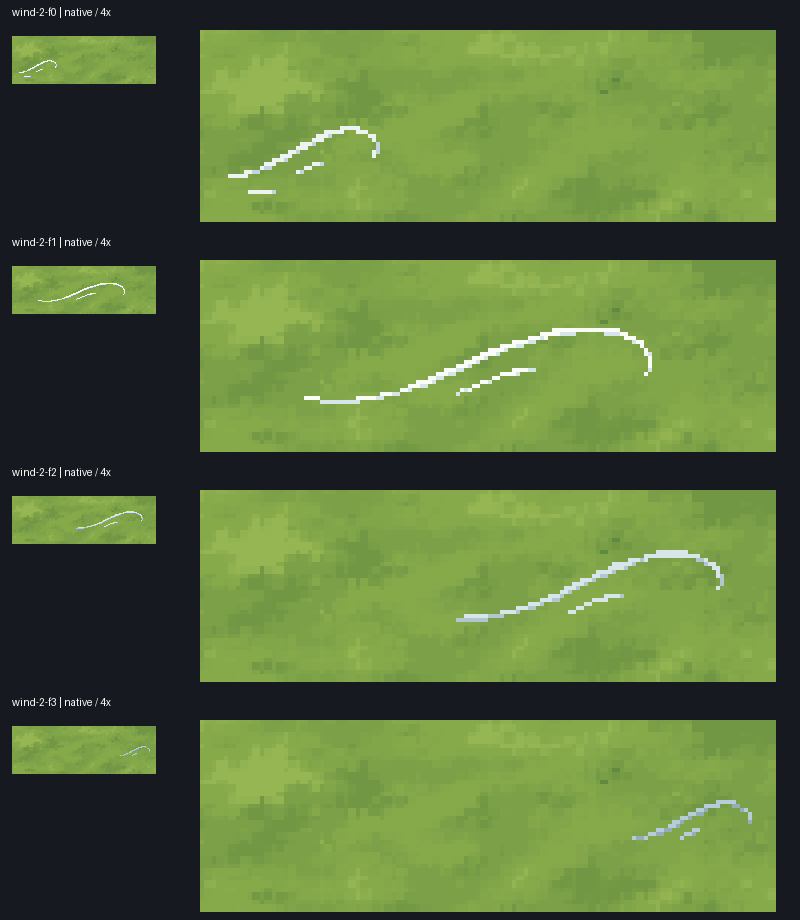 wind-2-f0 | native / 4x
wind-2-f1 | native / 4x
wind-2-f2 | native / 4x
wind-2-f3 | native / 4x